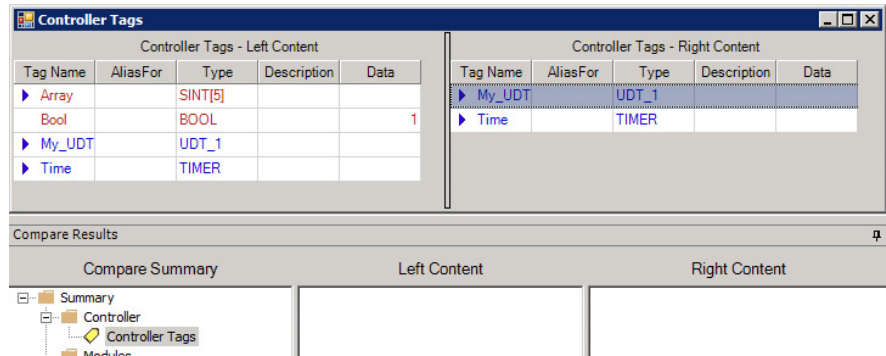 Controller Tags
Controller Tags - Left Content
Tag Name AliasFor Type Description Data
Array SINT[5]
Bool BOOL 1
My_UDT UDT_1
Time TIMER
Controller Tags - Right Content
Tag Name AliasFor Type Description Data
My_UDT UDT_1
Time TIMER
Compare Results
Compare Summary Left Content Right Content
Summary
Controller
Controller Tags
Modules